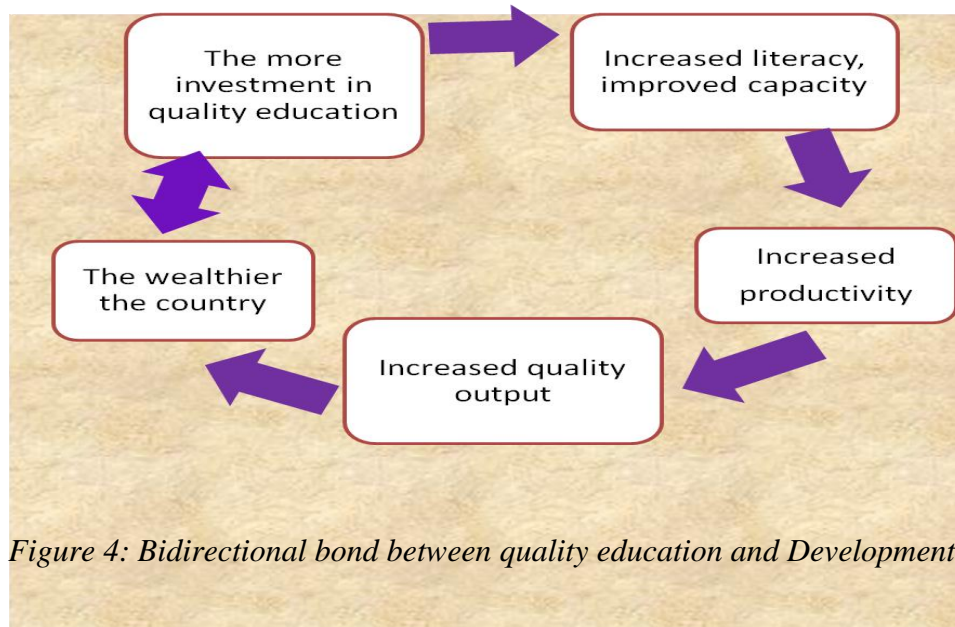 The more
investment in
quality education
Increased literacy,
improved capacity
Increased
productivity
Increased quality
output
The wealthier
the country
Figure 4: Bidirectional bond between quality education and Development